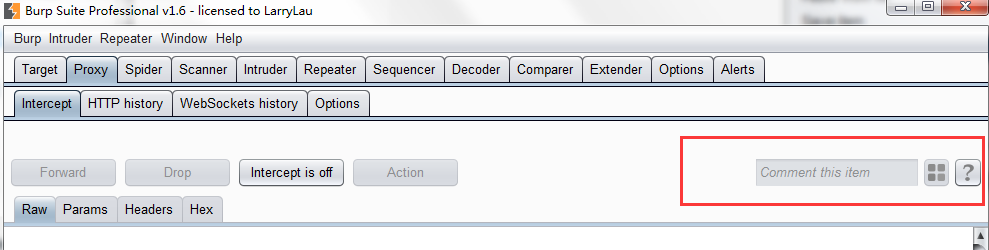 Burp Suite Professional v1.6 - licensed to LarryLau
Burp Intruder Repeater Window Help
Target Proxy Spider Scanner Intruder Repeater Sequencer Decoder Comparer Extender Options Alerts
Intercept HTTP history WebSockets history Options
Forward Drop Intercept is off Action Comment this item ?
Raw Params Headers Hex